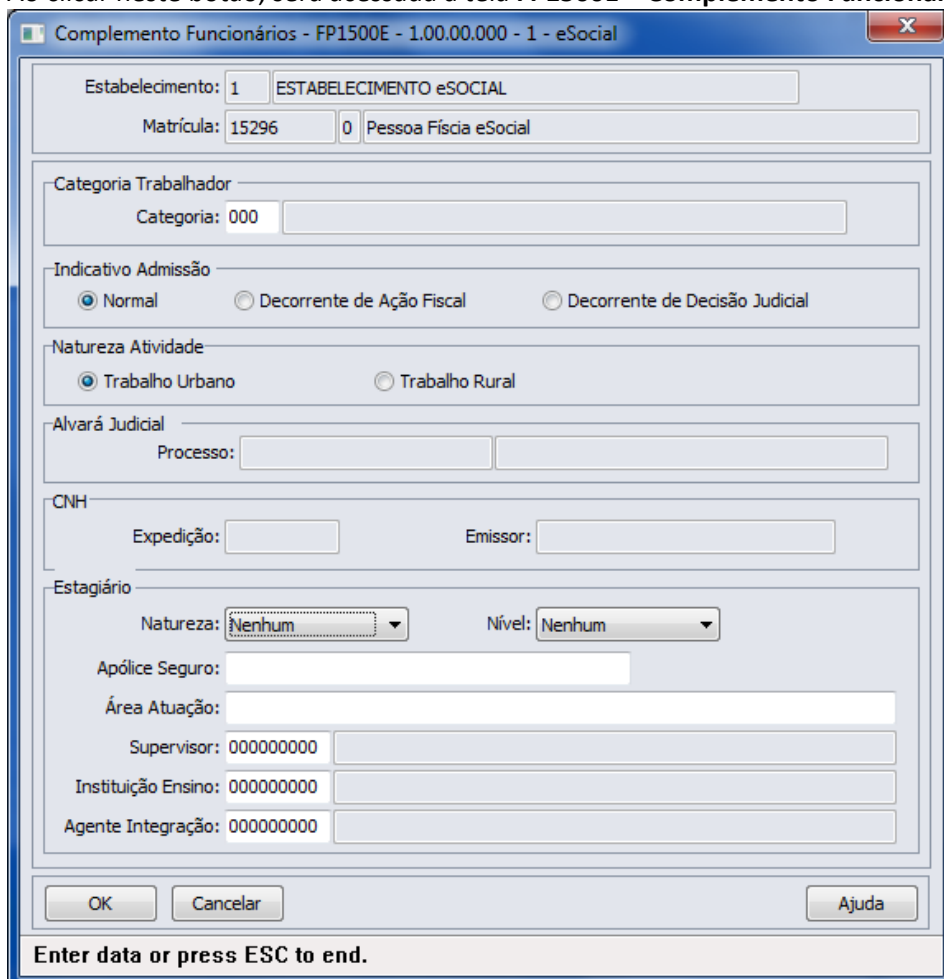 Complemento Funcionários - FP1500E - 1.00.00.000 - 1 - eSocial
Estabelecimento: 1 ESTABELECIMENTO eSOCIAL
Matrícula: 15296 0 Pessoa Físcia eSocial
Categoria Trabalhador
Categoria: 000
Indicativo Admissão
Normal Decorrente de Ação Fiscal Decorrente de Decisão Judicial
Natureza Atividade
Trabalho Urbano Trabalho Rural
Alvará Judicial
Processo:
CNH
Expedição: Emissor:
Estagiário
Natureza: Nenhum Nível: Nenhum
Apólice Seguro:
Área Atuação:
Supervisor: 000000000
Instituição Ensino: 000000000
Agente Integração: 000000000
OK Cancelar Ajuda
Enter data or press ESC to end.